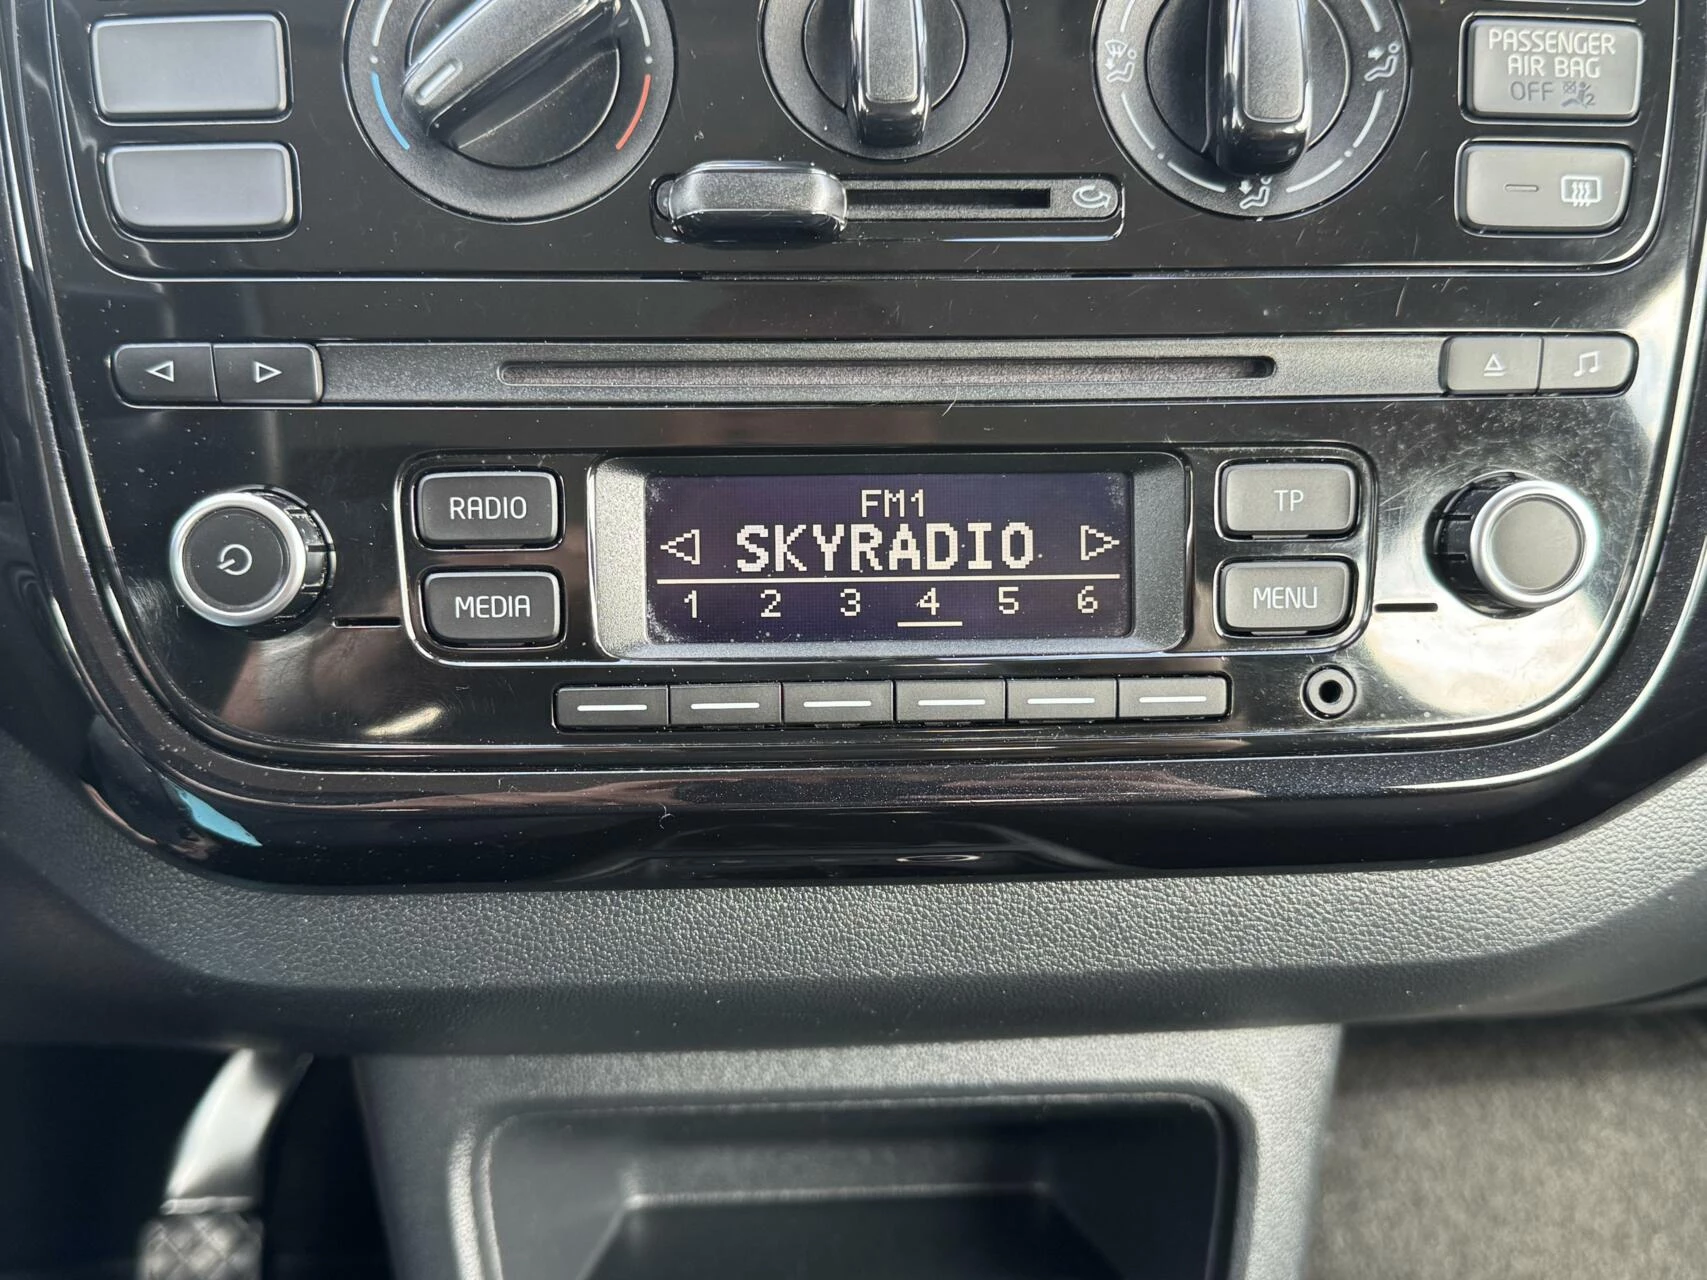 PASSENGER
AIR BAG
OFF
RADIO
MEDIA
FM1
SKYRADIO
1 2 3 4 5 6
TP
MENU